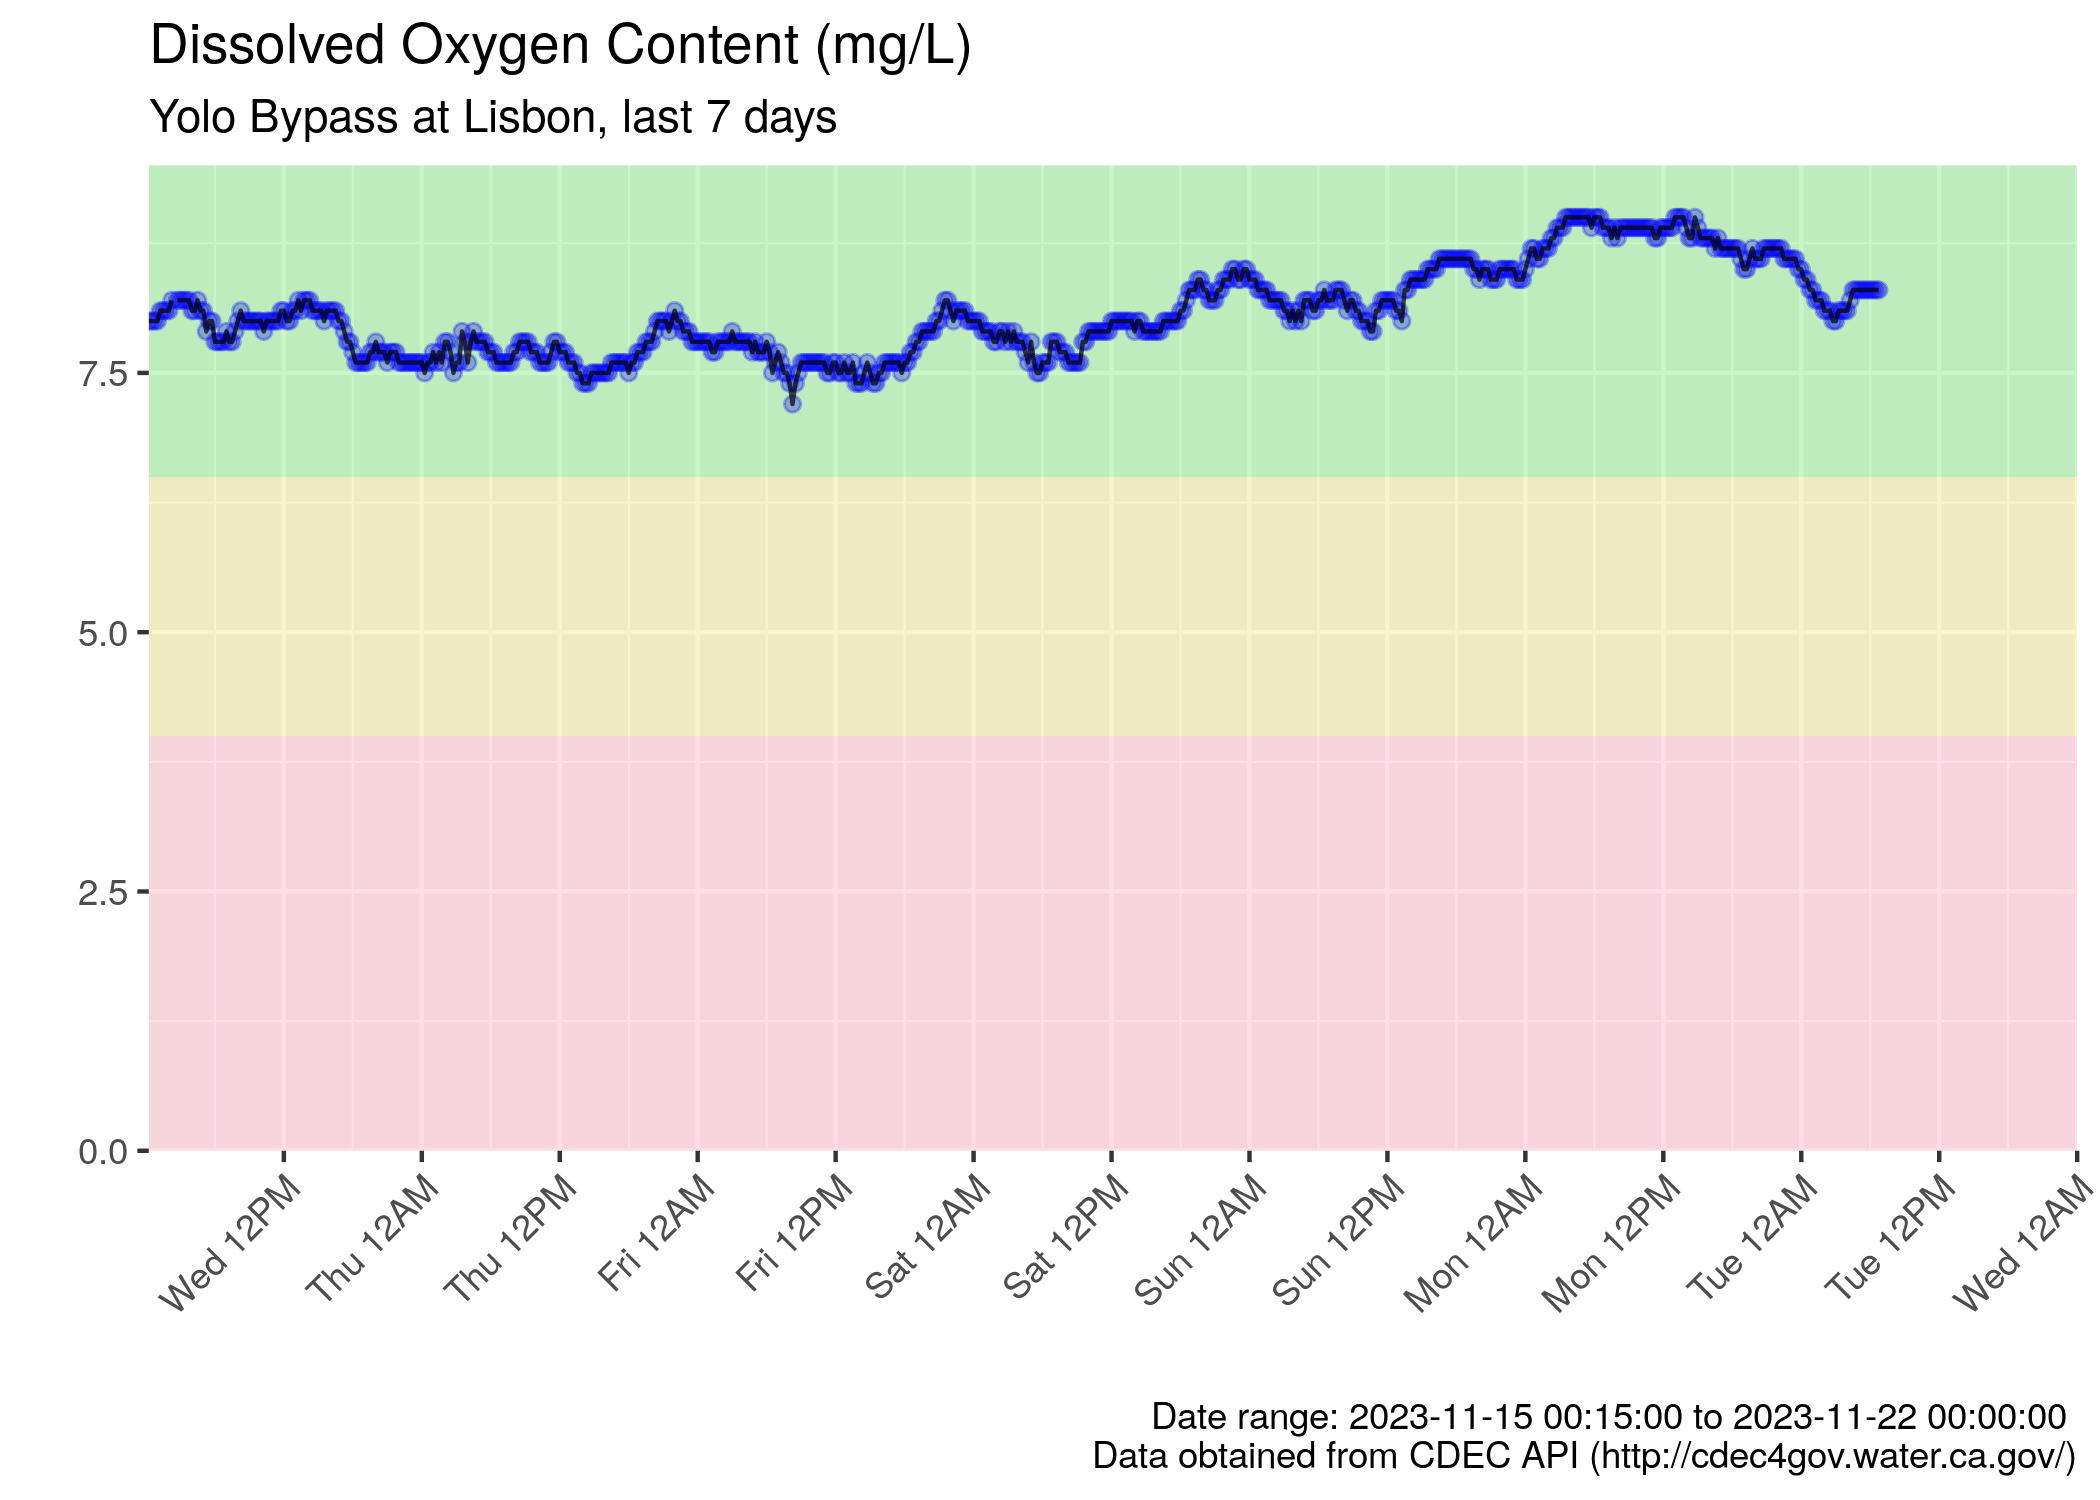 Dissolved Oxygen Content (mg/L)
Yolo Bypass at Lisbon, last 7 days
7.5
5.0
2.5
0.0
Wed 12PM
Thu 12AM
Thu 12PM
Fri 12AM
Fri 12PM
Sat 12AM
Sat 12PM
Sun 12AM
Sun 12PM
Mon 12AM
Mon 12PM
Tue 12AM
Tue 12PM
Wed 12AM
Date range: 2023-11-15 00:15:00 to 2023-11-22 00:00:00
Data obtained from CDEC API (http://cdec4gov.water.ca.gov/)